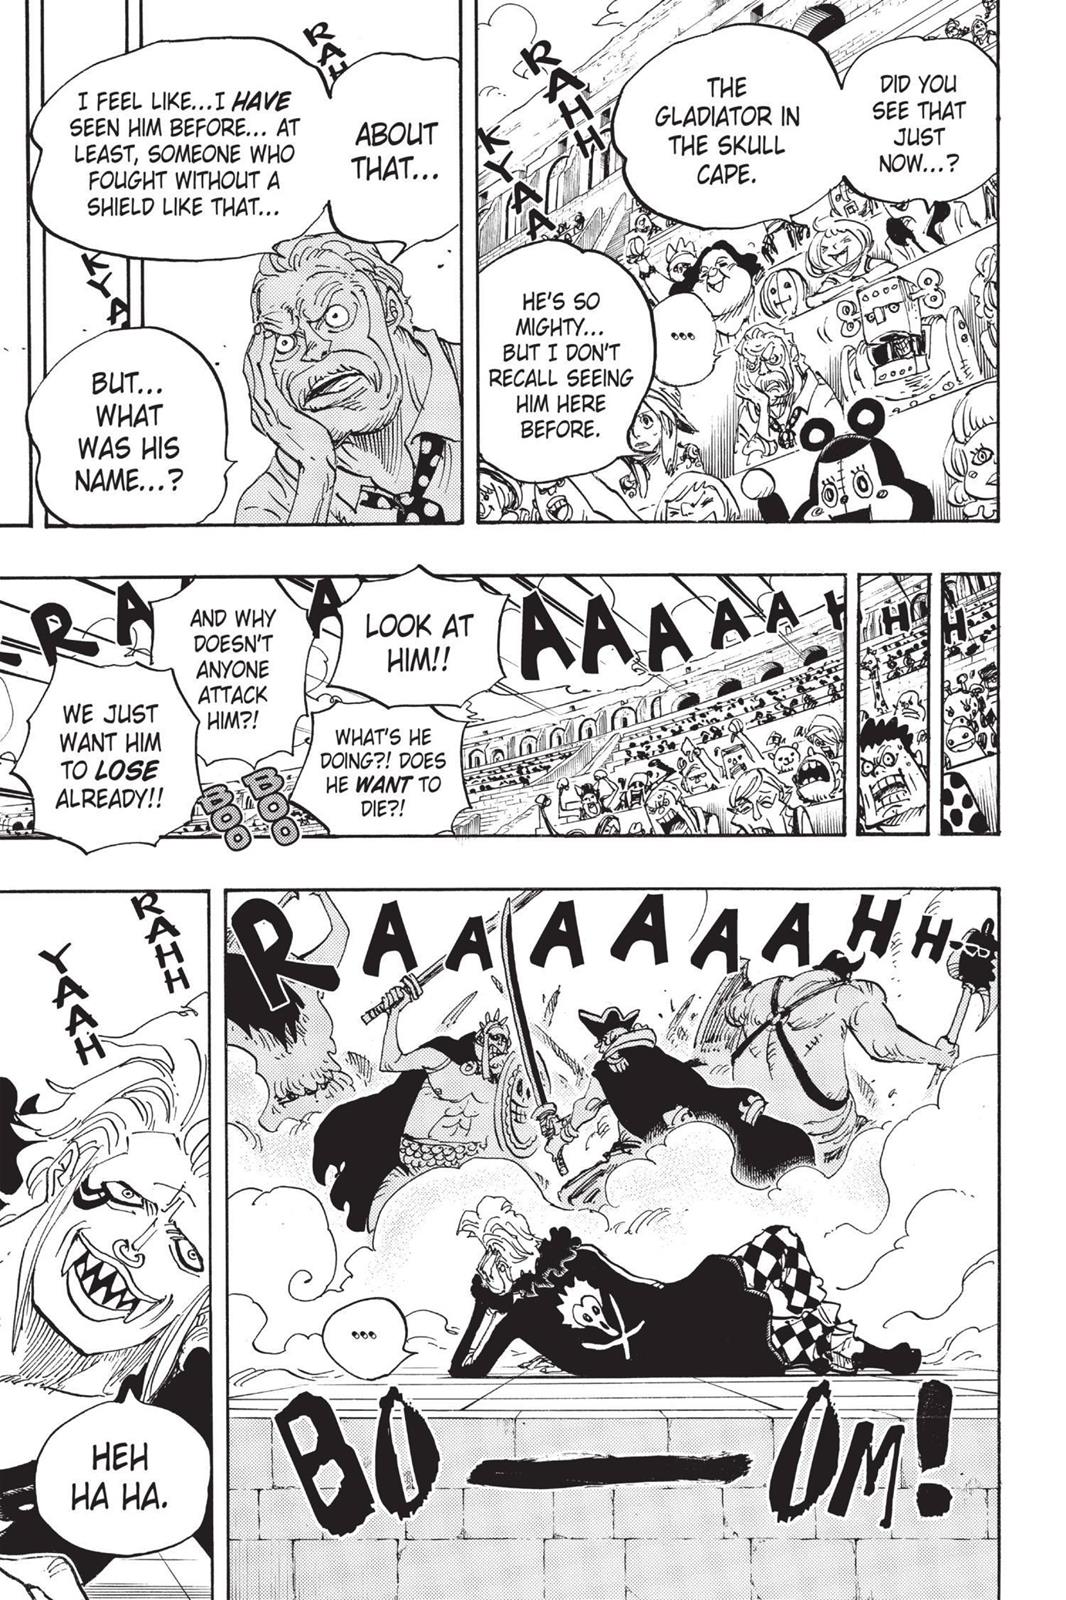 DID YOU
SEE THAT
JUST
NOW...?
THE
GLADIATOR IN
THE SKULL
CAPE.
RAHH
KYAA
HE'S SO
MIGHTY...
BUT I DON'T
RECALL SEEING
HIM HERE
BEFORE.
...
RAH
ABOUT
THAT...
I FEEL LIKE...I HAVE
SEEN HIM BEFORE... AT
LEAST, SOMEONE WHO
FOUGHT WITHOUT A
SHIELD LIKE THAT...
KYAA
BUT...
WHAT
WAS HIS
NAME...?
RAAAAAAAHHH
LOOK AT
HIM!!
WHAT'S HE
DOING?! DOES
HE WANT TO
DIE?!
AND WHY
DOESN'T
ANYONE
ATTACK
HIM?!
BOO
BOO
WE JUST
WANT HIM
TO LOSE
ALREADY!!
RAAAAAAAHH
...
BO—OM!
RAHH
YAAH
HEH
HA HA.